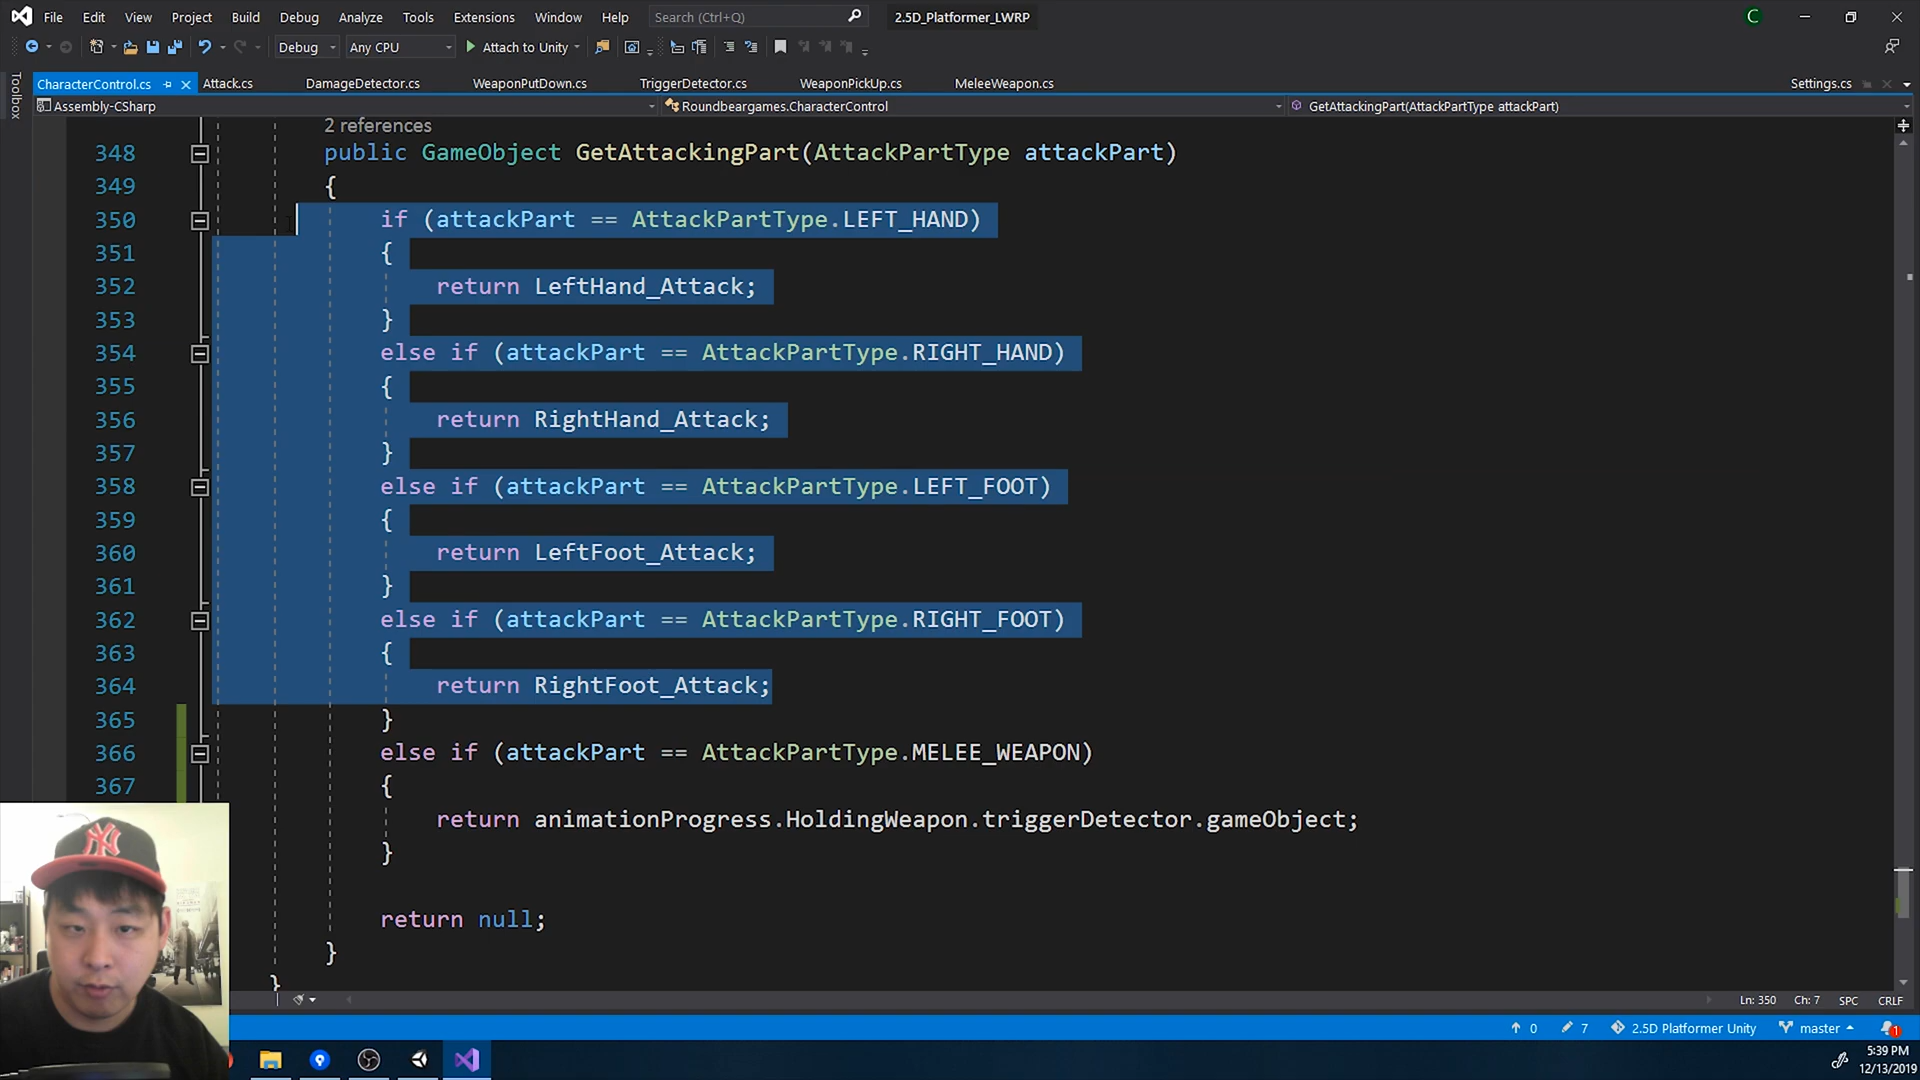 File Edit View Project Build Debug Analyze Tools Extensions Window Help Search (Ctrl+Q) 2.5D_Platformer_LWRP C
Debug Any CPU Attach to Unity
CharacterControl.cs Attack.cs DamageDetector.cs WeaponPutDown.cs TriggerDetector.cs WeaponPickUp.cs MeleeWeapon.cs Settings.cs
Toolbox
Assembly-CSharp Roundbeargames.CharacterControl GetAttackingPart(AttackPartType attackPart)
2 references
348 public GameObject GetAttackingPart(AttackPartType attackPart)
349 {
350 if (attackPart == AttackPartType.LEFT_HAND)
351 {
352 return LeftHand_Attack;
353 }
354 else if (attackPart == AttackPartType.RIGHT_HAND)
355 {
356 return RightHand_Attack;
357 }
358 else if (attackPart == AttackPartType.LEFT_FOOT)
359 {
360 return LeftFoot_Attack;
361 }
362 else if (attackPart == AttackPartType.RIGHT_FOOT)
363 {
364 return RightFoot_Attack;
365 }
366 else if (attackPart == AttackPartType.MELEE_WEAPON)
367 {
return animationProgress.HoldingWeapon.triggerDetector.gameObject;
}
return null;
}
}
Ln: 350 Ch: 7 SPC CRLF
0 7 2.5D Platformer Unity master 1
5:39 PM
12/13/2019